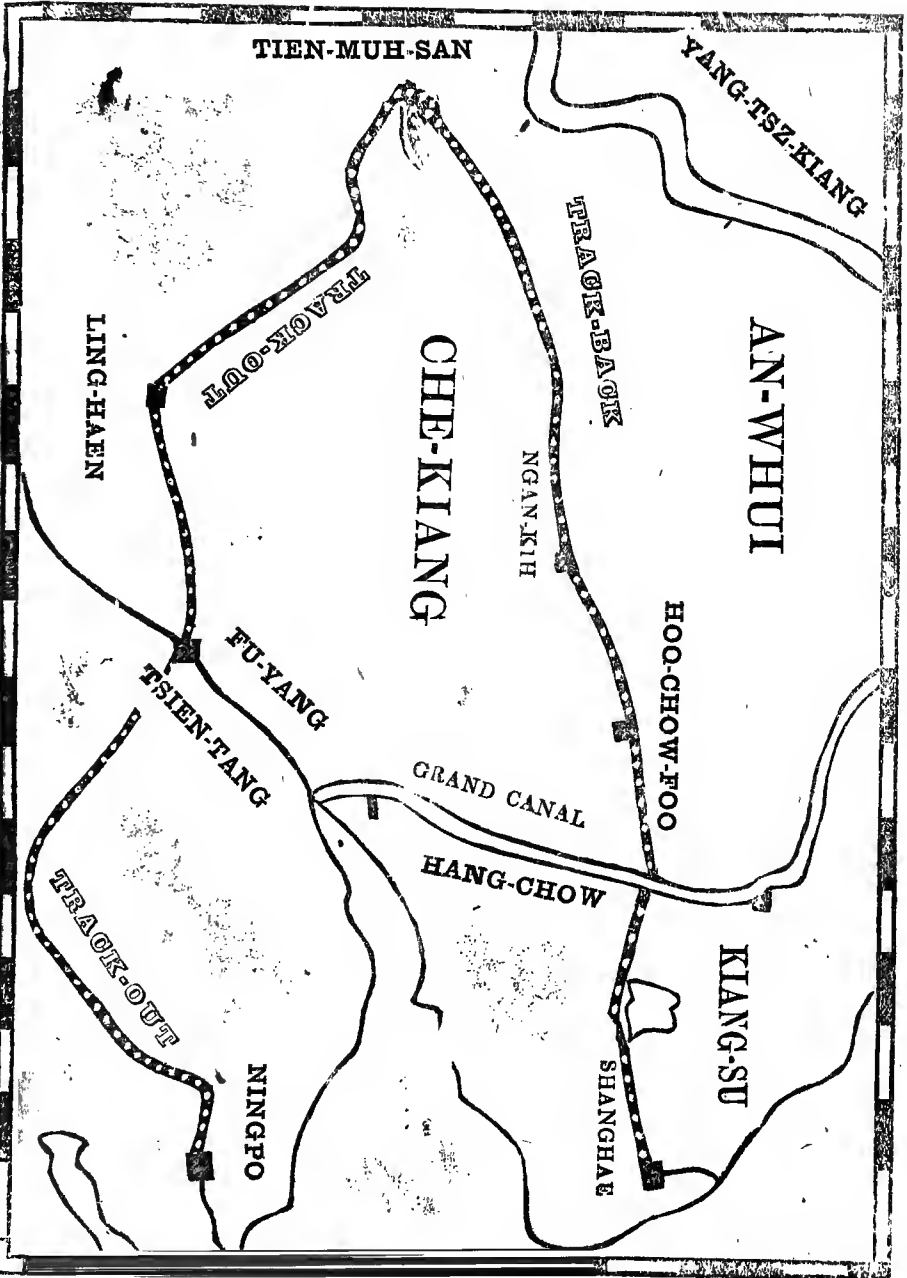 TIEN-MUH-SAN
YANG-TSZ-KIANG
TRACK-BACK
TRACK-OUT
LING-HAEN
CHE-KIANG
AN-WHUI
NGAN-KIH
HOO-CHOW-FOO
FU-YANG
TSIEN-TANG
GRAND CANAL
HANG-CHOW
TRACK-OUT
KIANG-SU
NINGPO
SHANGHAE